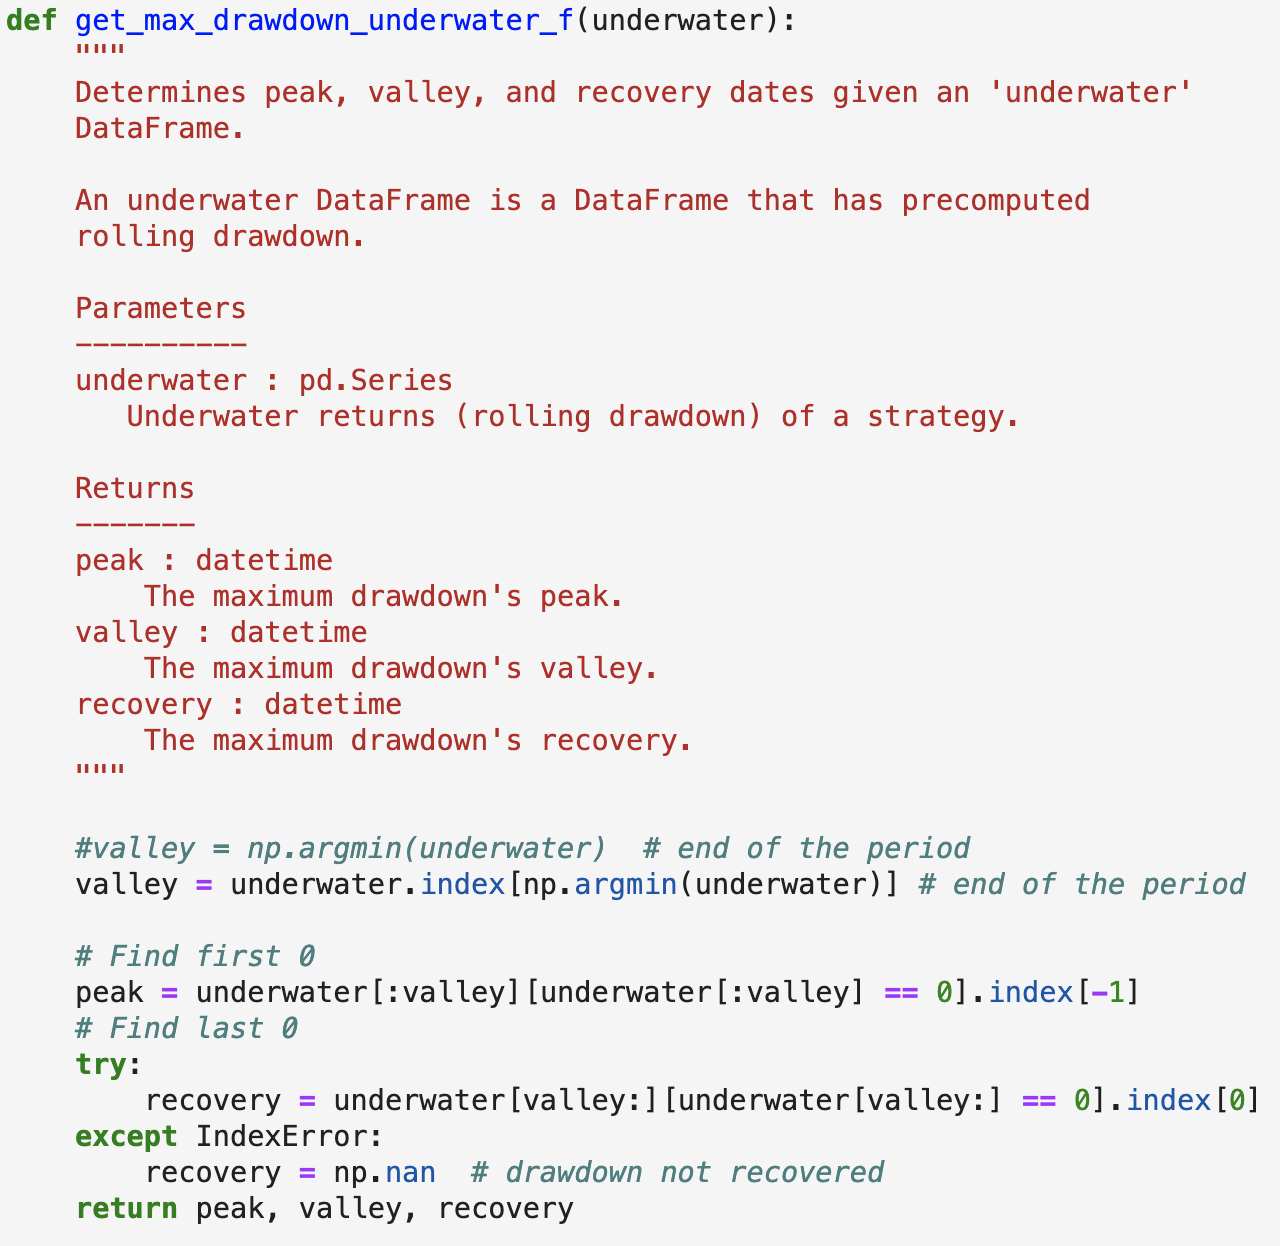 def get_max_drawdown_underwater_f(underwater):
    """
    Determines peak, valley, and recovery dates given an 'underwater'
    DataFrame.

    An underwater DataFrame is a DataFrame that has precomputed
    rolling drawdown.

    Parameters
    ----------
    underwater : pd.Series
       Underwater returns (rolling drawdown) of a strategy.

    Returns
    -------
    peak : datetime
        The maximum drawdown's peak.
    valley : datetime
        The maximum drawdown's valley.
    recovery : datetime
        The maximum drawdown's recovery.
    """

    #valley = np.argmin(underwater)  # end of the period
    valley = underwater.index[np.argmin(underwater)] # end of the period

    # Find first 0
    peak = underwater[:valley][underwater[:valley] == 0].index[-1]
    # Find last 0
    try:
        recovery = underwater[valley:][underwater[valley:] == 0].index[0]
    except IndexError:
        recovery = np.nan  # drawdown not recovered
    return peak, valley, recovery